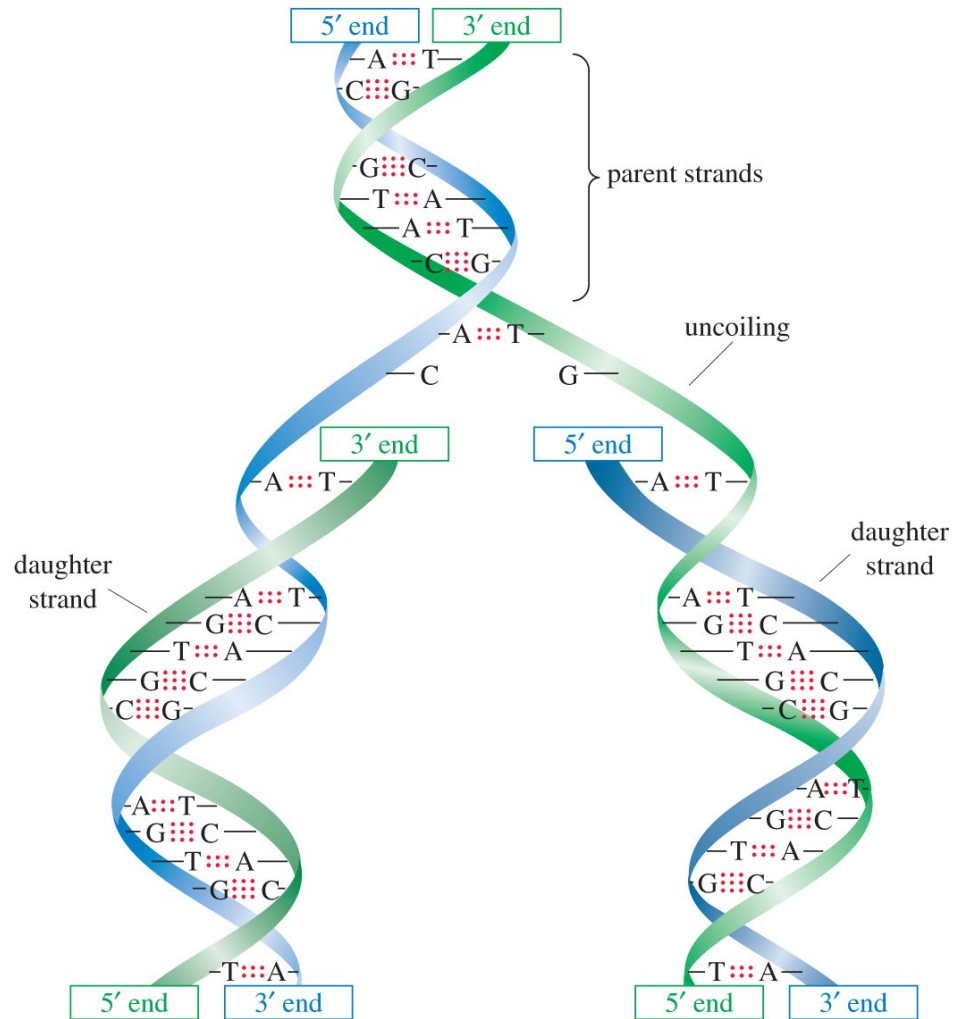 5′ end 3′ end
A T
C G
G C
parent strands
T A
A T
C G
A T
uncoiling
C G
3′ end 5′ end
A T A T
daughter strand
daughter strand
A T A T
G C G C
T A T A
G C G C
C G C G
A T A T
G C G C
T A T A
G C G C
T A T A
5′ end 3′ end 5′ end 3′ end